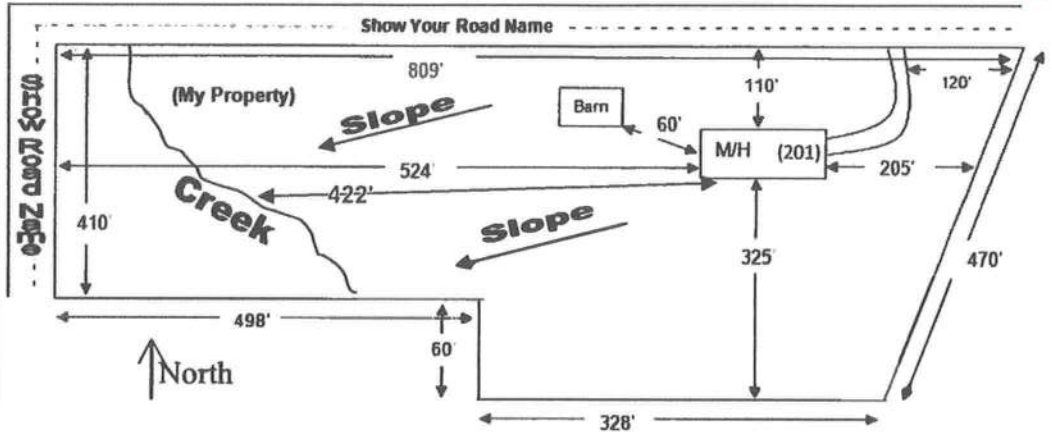 Show Your Road Name
Show Road Name
809'
110'
120'
(My Property)
Slope
Barn
60'
M/H (201)
524'
205'
422'
Creek
410'
Slope
325'
470'
498'
60'
North
328'